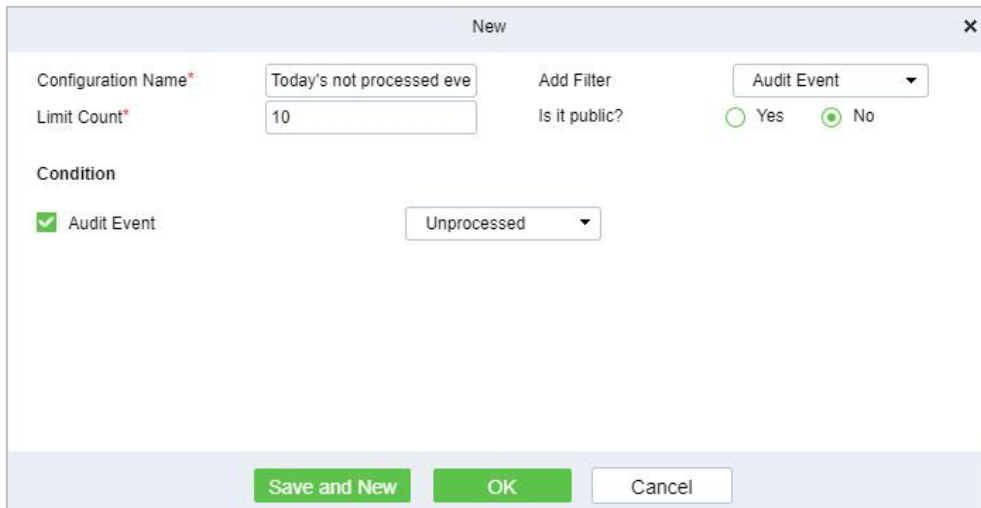 New
Configuration Name* Today's not processed eve Add Filter Audit Event
Limit Count* 10 Is it public? Yes No
Condition
Audit Event Unprocessed
Save and New OK Cancel